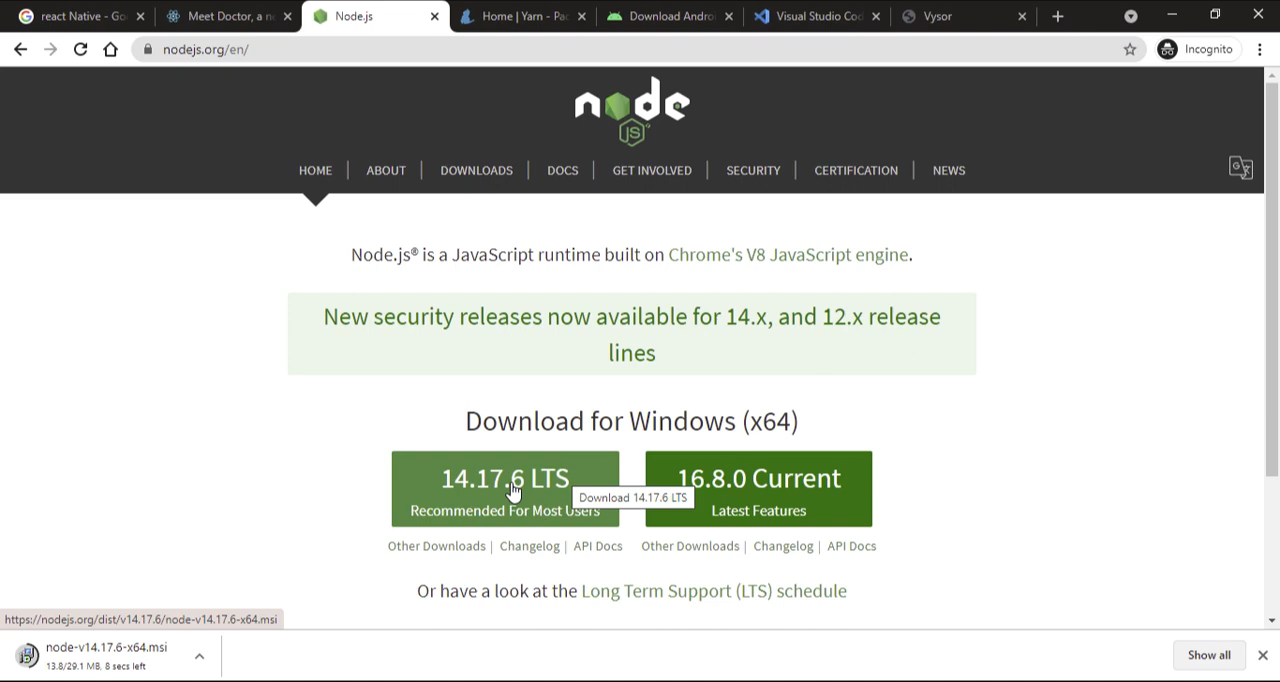 react Native - Go
Meet Doctor, a n
Node.js
Home | Yarn - Pac
Download Andro
Visual Studio Cod
Vysor
nodejs.org/en/
Incognito
node
JS
HOME
ABOUT
DOWNLOADS
DOCS
GET INVOLVED
SECURITY
CERTIFICATION
NEWS
Node.js® is a JavaScript runtime built on Chrome's V8 JavaScript engine.
New security releases now available for 14.x, and 12.x release
lines
Download for Windows (x64)
14.17.6 LTS
Recommended For Most Users
Download 14.17.6 LTS
16.8.0 Current
Latest Features
Other Downloads | Changelog | API Docs
Other Downloads | Changelog | API Docs
Or have a look at the Long Term Support (LTS) schedule
https://nodejs.org/dist/v14.17.6/node-v14.17.6-x64.msi
node-v14.17.6-x64.msi
13.8/29.1 MB, 8 secs left
Show all